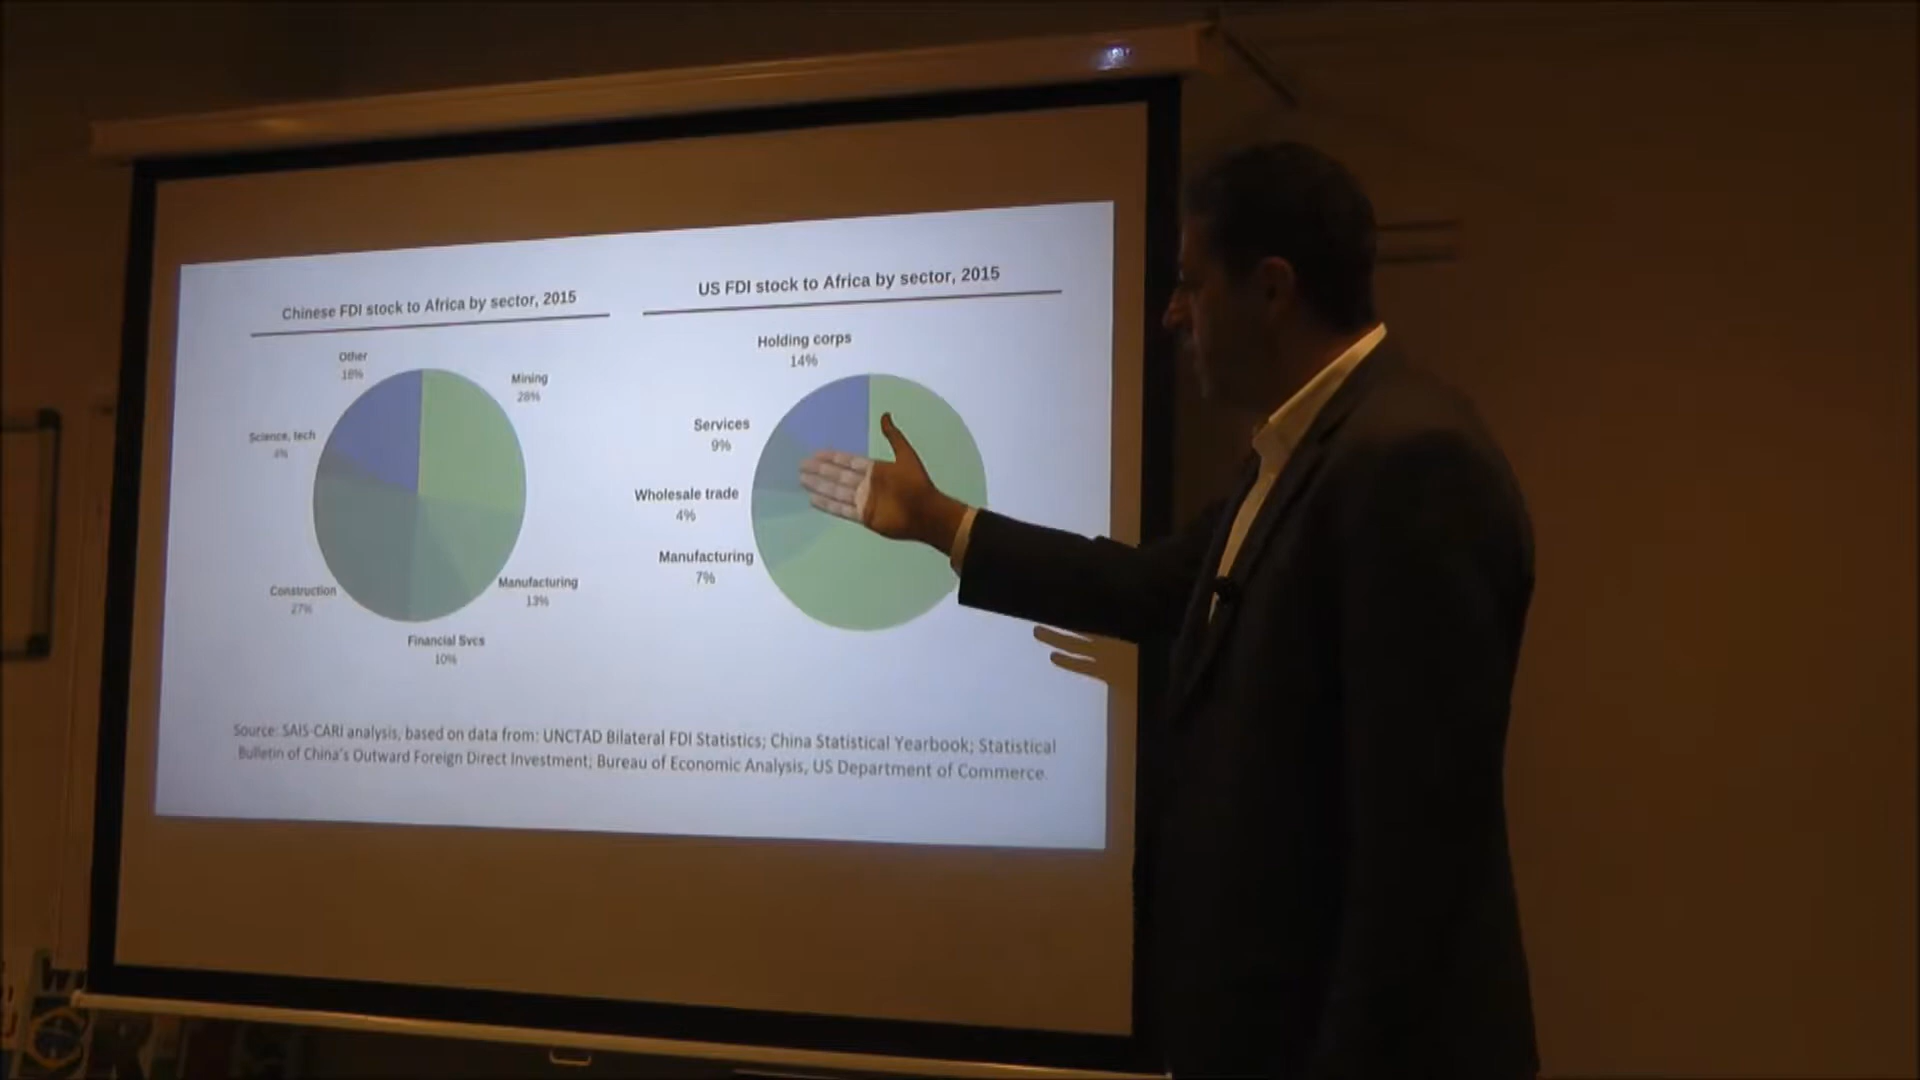 Chinese FDI stock to Africa by sector, 2015
Other
18%
Mining
28%
Science, tech
4%
Construction
27%
Manufacturing
13%
Financial Svcs
10%
US FDI stock to Africa by sector, 2015
Holding corps
14%
Services
9%
Wholesale trade
4%
Manufacturing
7%
Source: SAIS-CARI analysis, based on data from: UNCTAD Bilateral FDI Statistics; China Statistical Yearbook; Statistical
Bulletin of China's Outward Foreign Direct Investment; Bureau of Economic Analysis, US Department of Commerce.